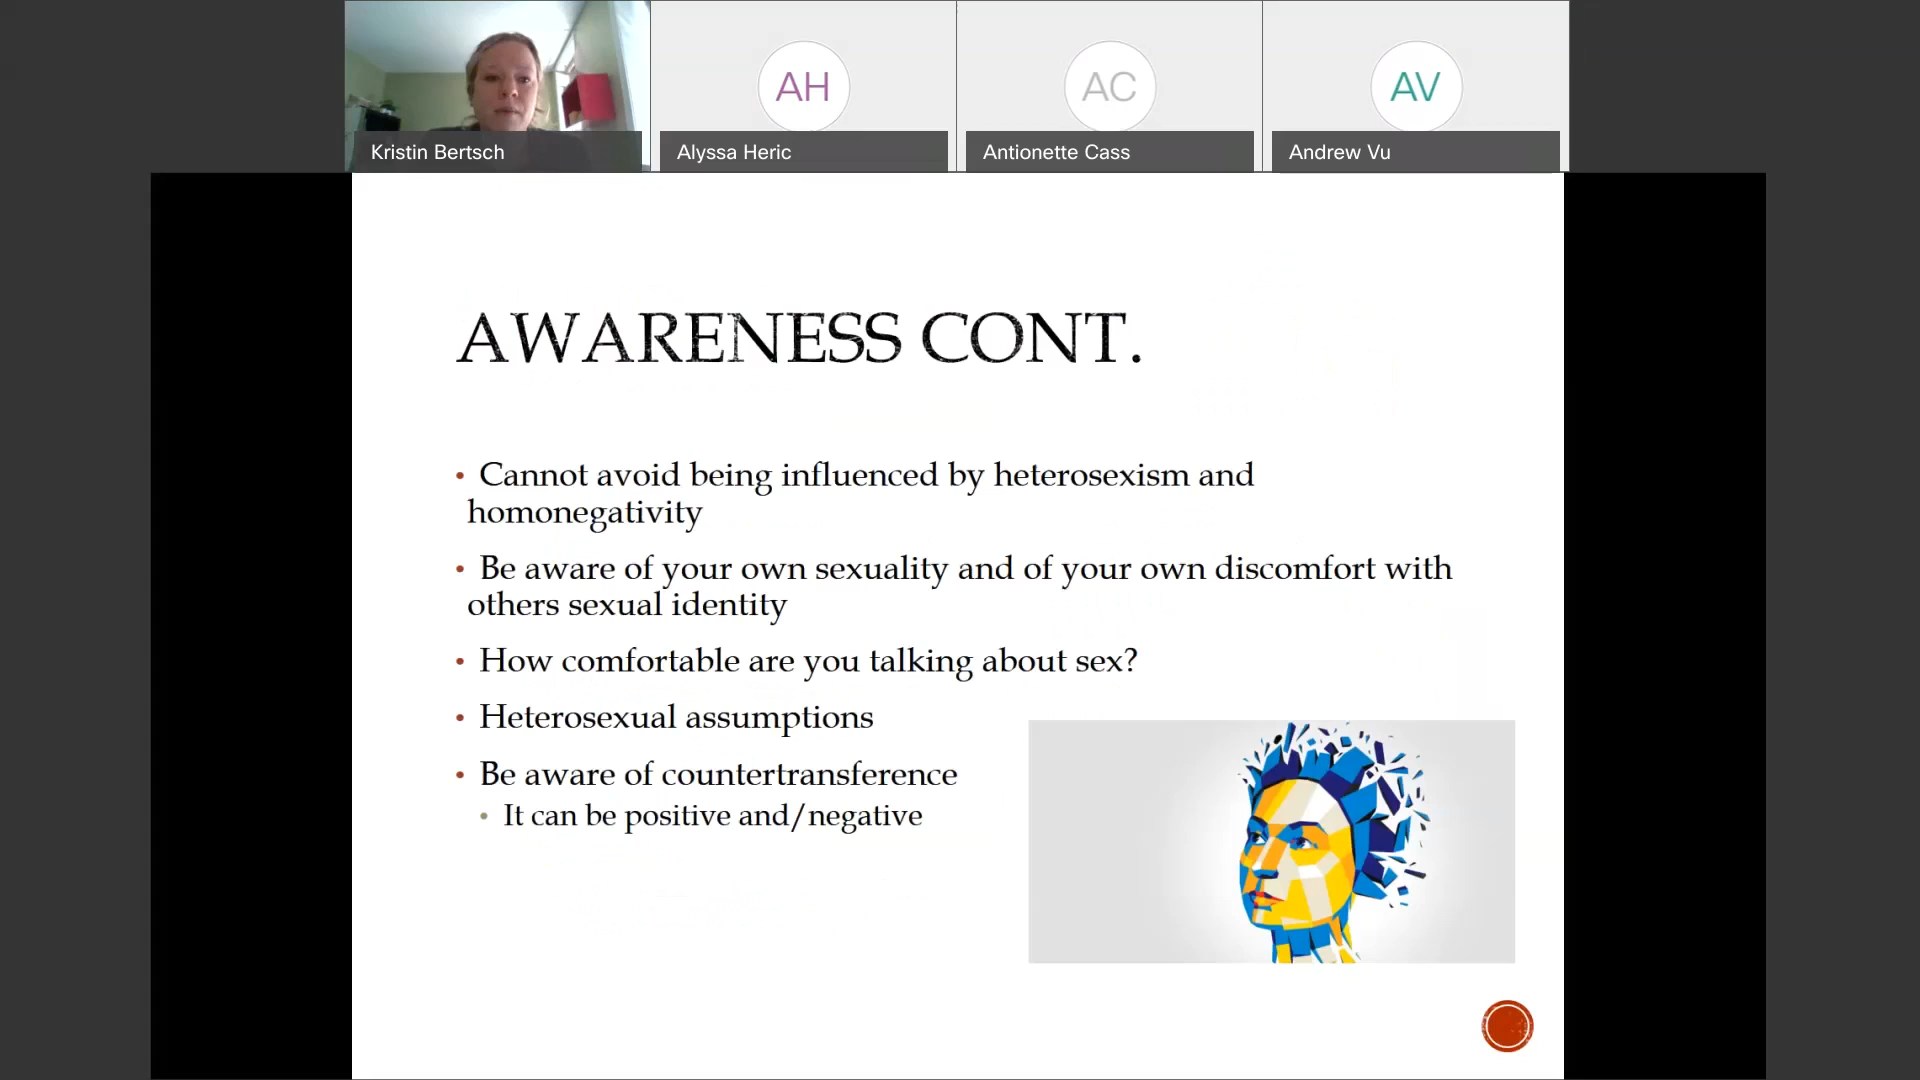 AH
AC
AV
Kristin Bertsch
Alyssa Heric
Antionette Cass
Andrew Vu
AWARENESS CONT.
• Cannot avoid being influenced by heterosexism and
homonegativity
• Be aware of your own sexuality and of your own discomfort with
others sexual identity
• How comfortable are you talking about sex?
• Heterosexual assumptions
• Be aware of countertransference
• It can be positive and/negative